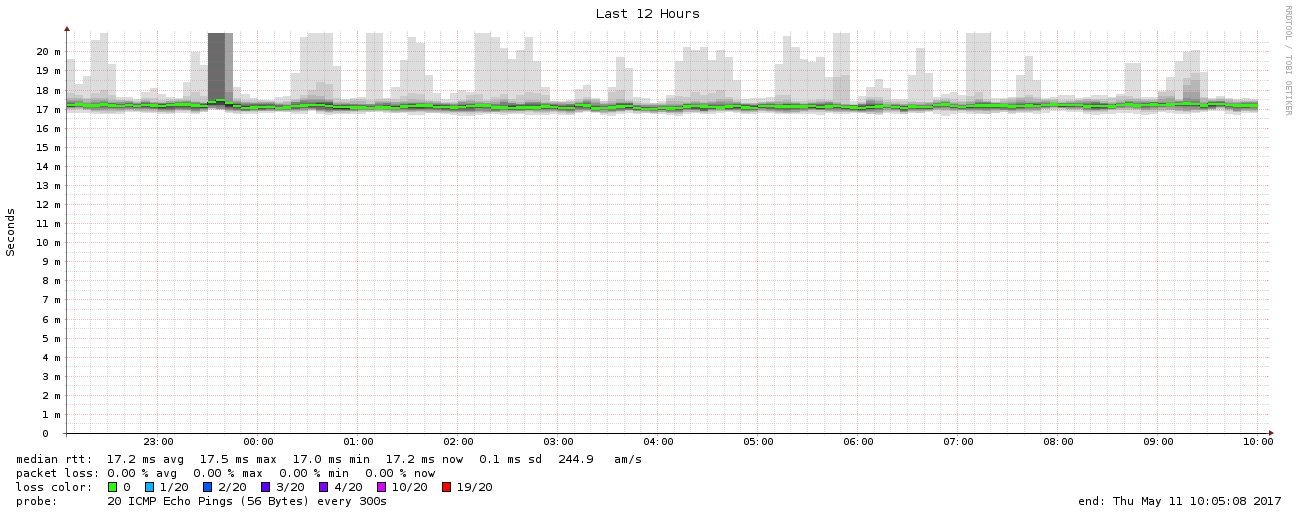 Last 12 Hours
RRDTOOL / TOBI OETIKER
Seconds
20 m
19 m
18 m
17 m
16 m
15 m
14 m
13 m
12 m
11 m
10 m
9 m
8 m
7 m
6 m
5 m
4 m
3 m
2 m
1 m
0
23:00 00:00 01:00 02:00 03:00 04:00 05:00 06:00 07:00 08:00 09:00 10:00
median rtt: 17.2 ms avg 17.5 ms max 17.0 ms min 17.2 ms now 0.1 ms sd 244.9 am/s
packet loss: 0.00 % avg 0.00 % max 0.00 % min 0.00 % now
loss color: 0 1/20 2/20 3/20 4/20 10/20 19/20
probe: 20 ICMP Echo Pings (56 Bytes) every 300s end: Thu May 11 10:05:08 2017